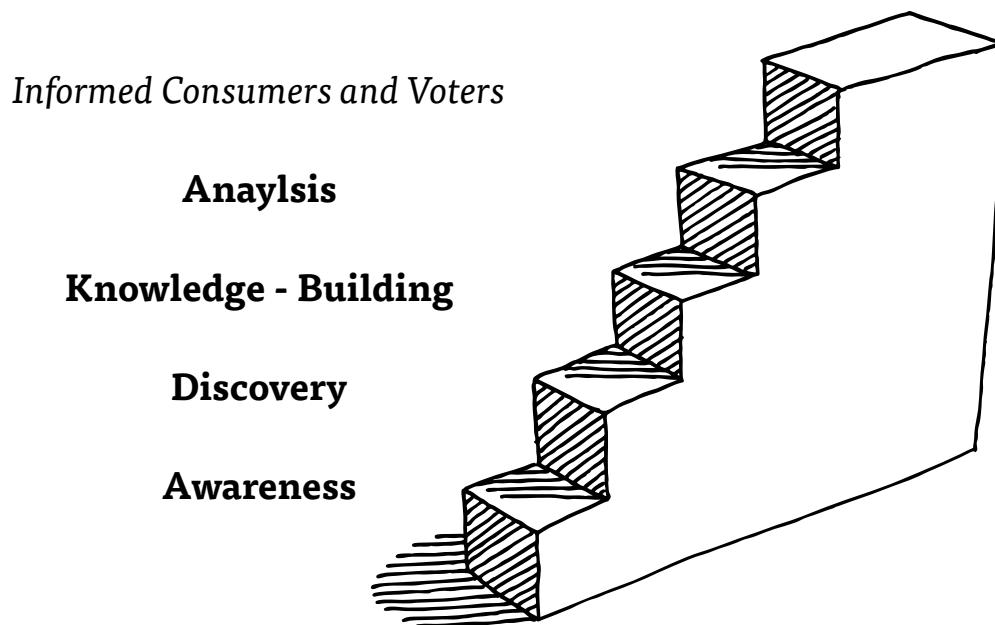 Informed Consumers and Voters
Anaylsis
Knowledge - Building
Discovery
Awareness